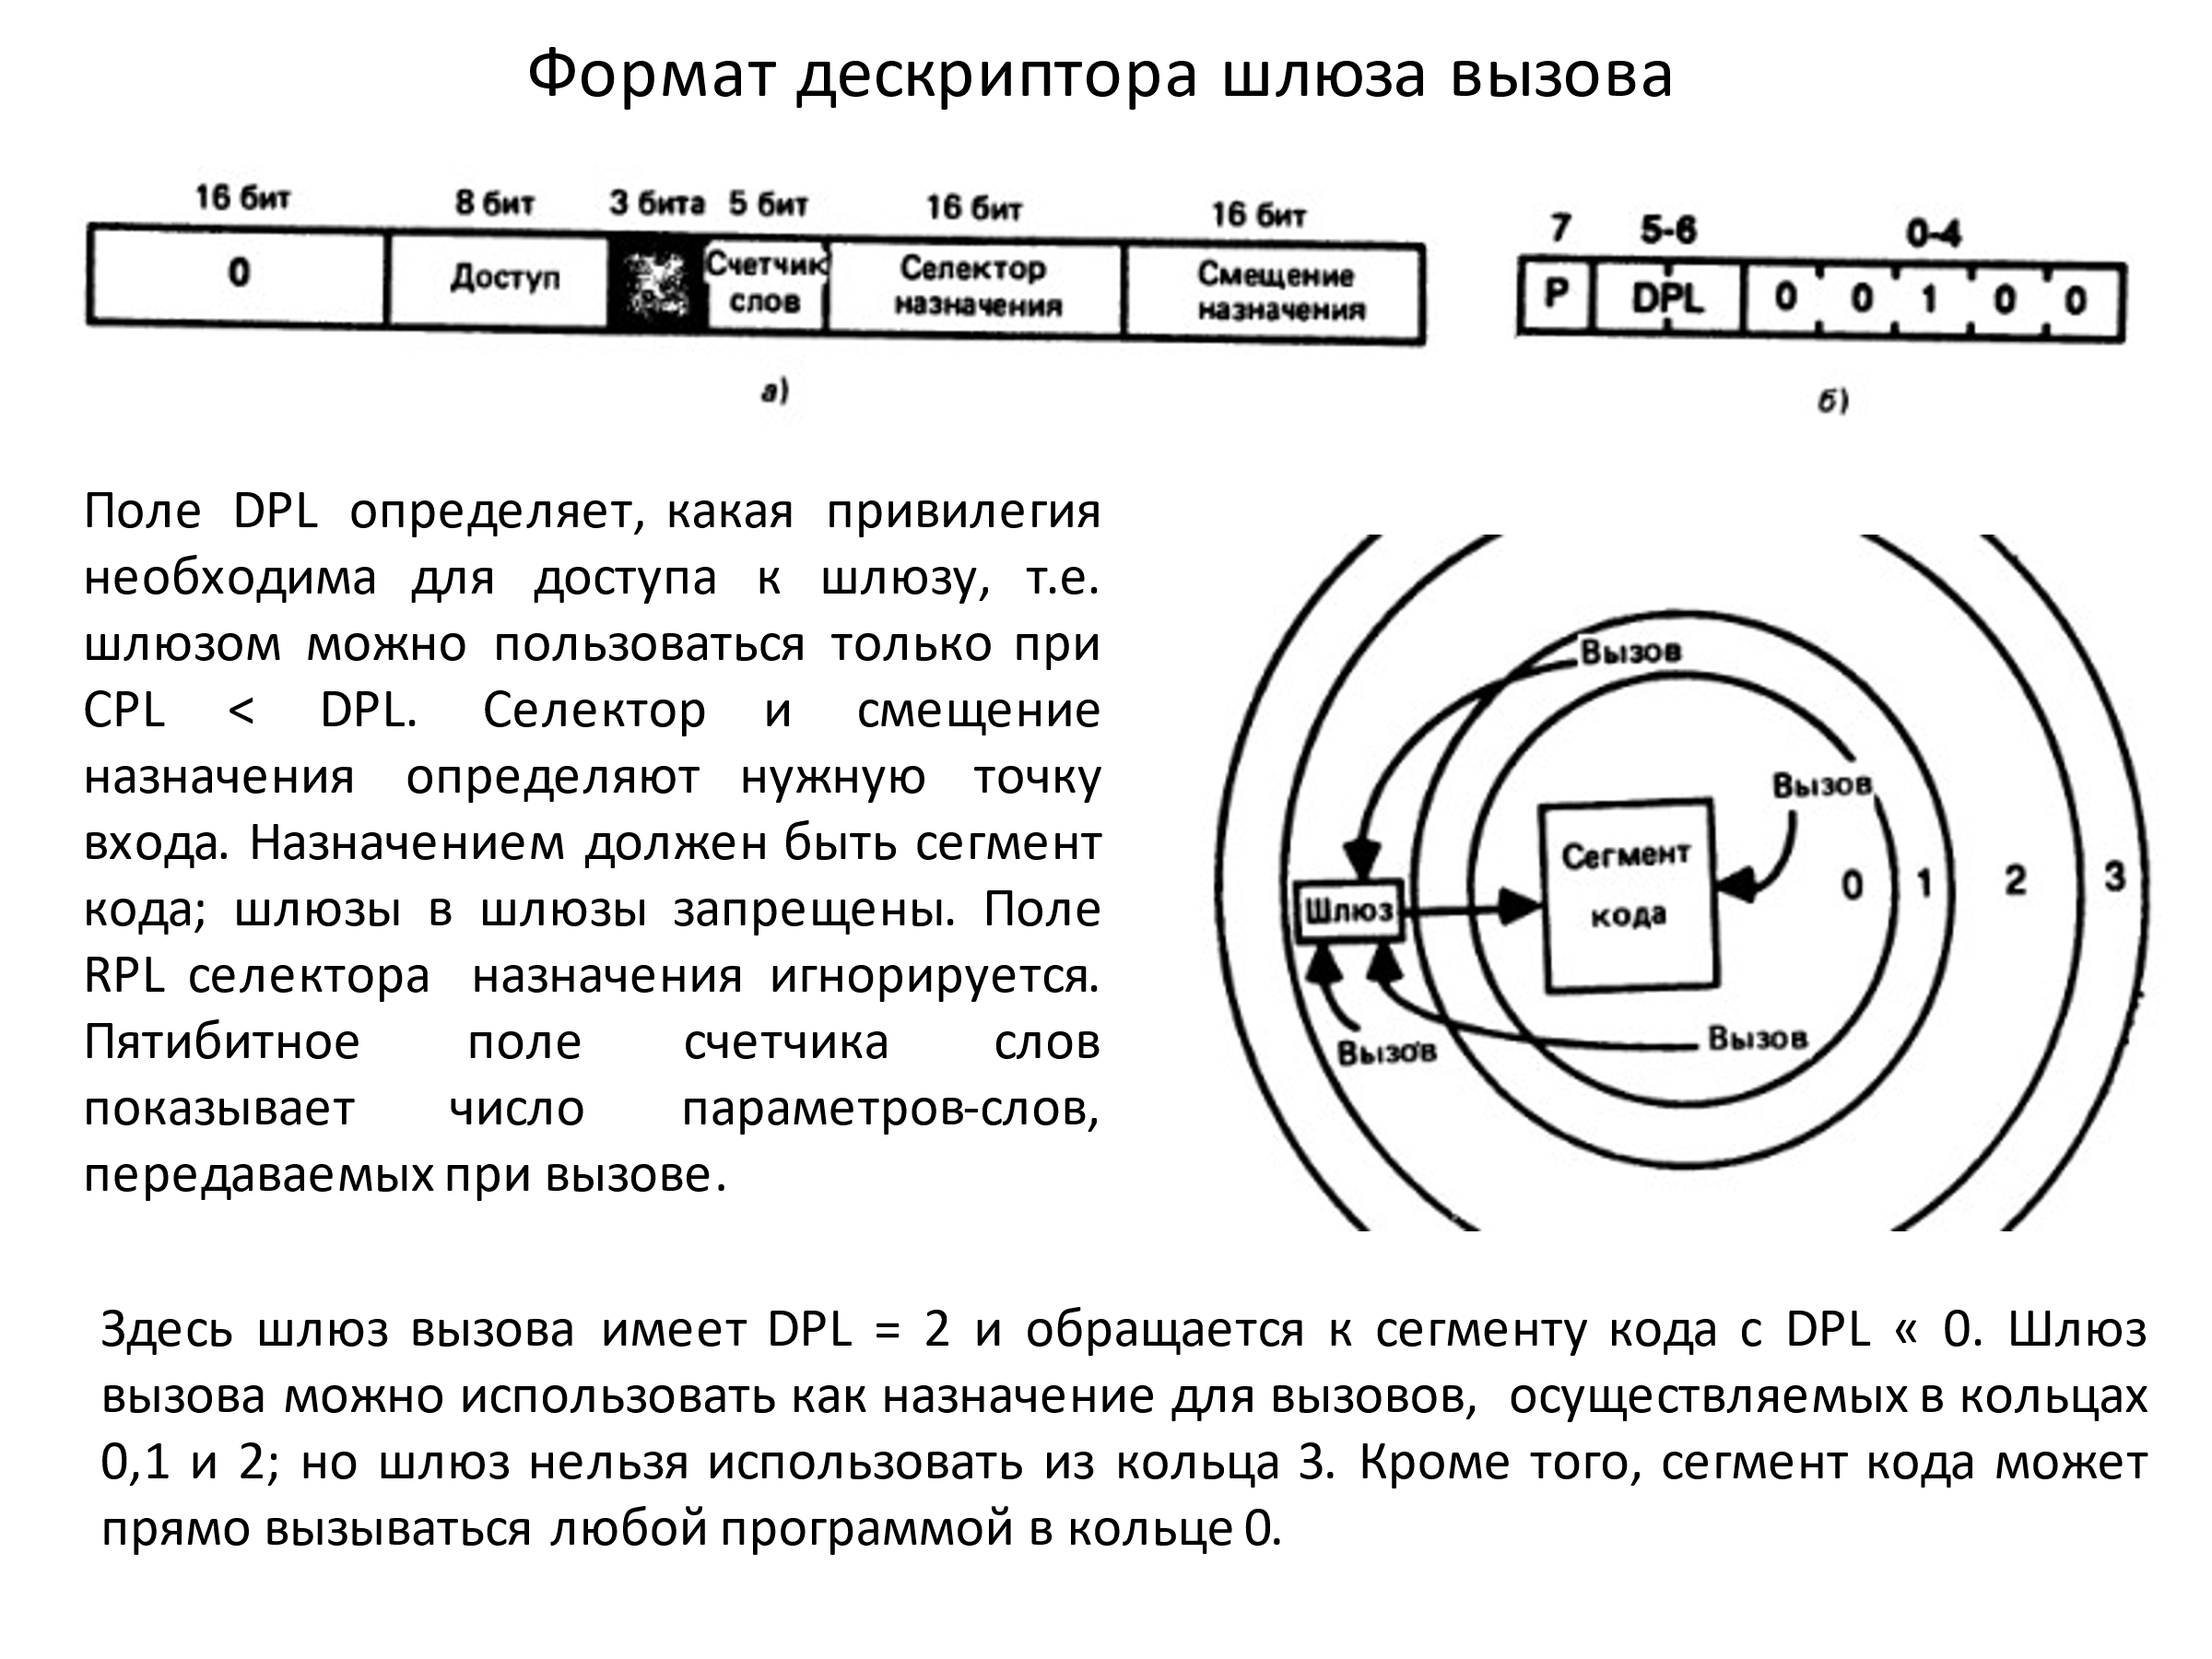 Формат дескриптора шлюза вызова
16 бит 8 бит 3 бита 5 бит 16 бит 16 бит
0 Доступ Счетчик слов Селектор назначения Смещение назначения
а)
7 5-6 0-4
P DPL 0 0 1 0 0
б)
Поле DPL определяет, какая привилегия
необходима для доступа к шлюзу, т.е.
шлюзом можно пользоваться только при
CPL < DPL. Селектор и смещение
назначения определяют нужную точку
входа. Назначением должен быть сегмент
кода; шлюзы в шлюзы запрещены. Поле
RPL селектора назначения игнорируется.
Пятибитное поле счетчика слов
показывает число параметров-слов,
передаваемых при вызове.
Вызов
Вызов
Сегмент
кода
Шлюз
0 1 2 3
Вызов
Вызов
Здесь шлюз вызова имеет DPL = 2 и обращается к сегменту кода с DPL « 0. Шлюз
вызова можно использовать как назначение для вызовов, осуществляемых в кольцах
0,1 и 2; но шлюз нельзя использовать из кольца 3. Кроме того, сегмент кода может
прямо вызываться любой программой в кольце 0.